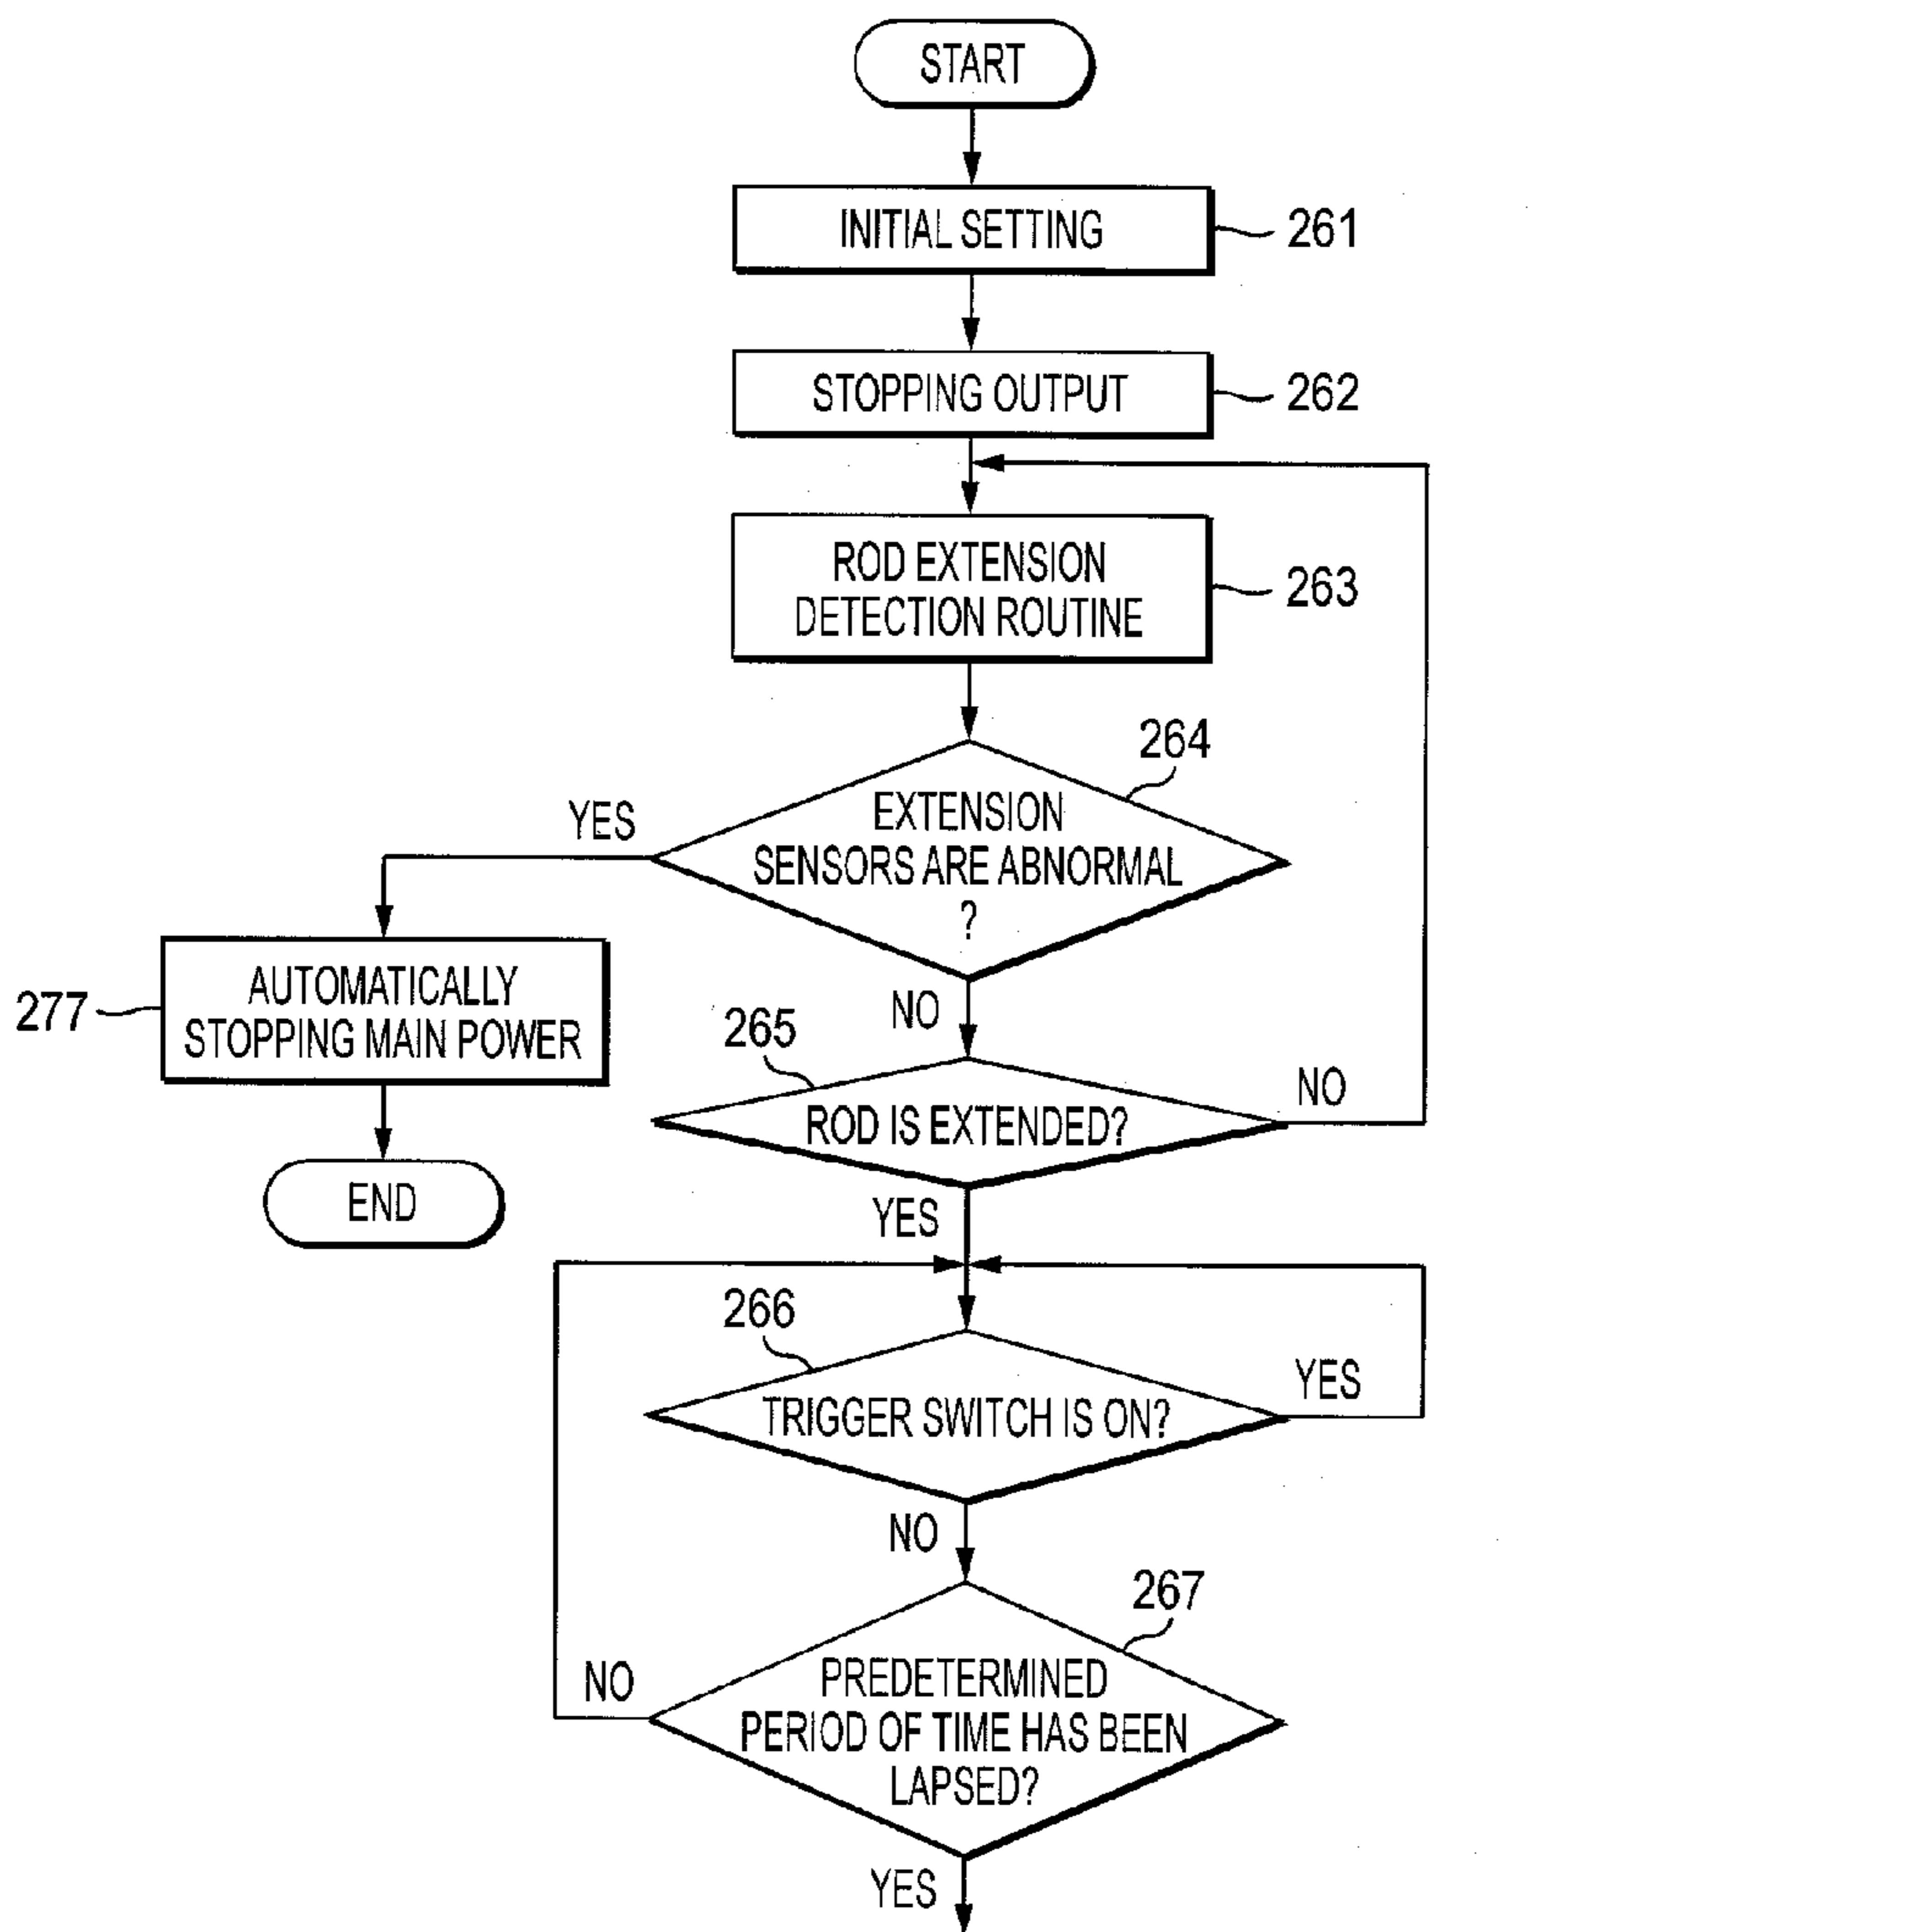 START
INITIAL SETTING
261
STOPPING OUTPUT
262
ROD EXTENSION
DETECTION ROUTINE
263
264
EXTENSION
SENSORS ARE ABNORMAL
?
YES
NO
277
AUTOMATICALLY
STOPPING MAIN POWER
END
265
ROD IS EXTENDED?
NO
YES
266
TRIGGER SWITCH IS ON?
YES
NO
267
PREDETERMINED
PERIOD OF TIME HAS BEEN
LAPSED?
NO
YES